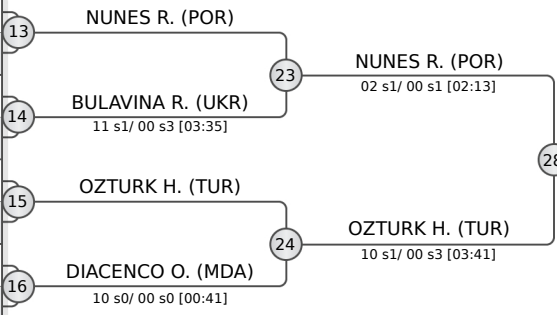 13
NUNES R. (POR)
23
NUNES R. (POR)
02 s1/ 00 s1 [02:13]
14
BULAVINA R. (UKR)
11 s1/ 00 s3 [03:35]
28
15
OZTURK H. (TUR)
24
OZTURK H. (TUR)
10 s1/ 00 s3 [03:41]
16
DIACENCO O. (MDA)
10 s0/ 00 s0 [00:41]